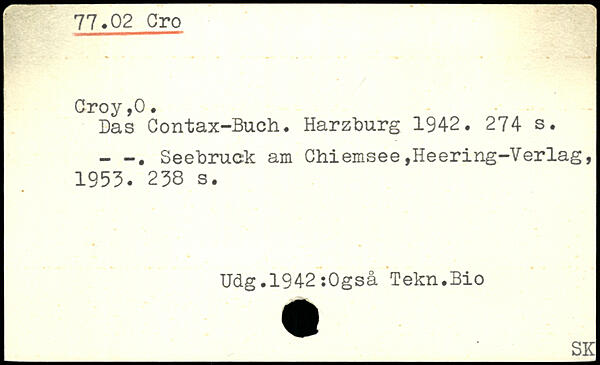 77.02 Cro
Croy,O.
Das Contax-Buch. Harzburg 1942. 274 s.
- -. Seebruck am Chiemsee,Heering-Verlag,
1953. 238 s.
Udg.1942:Også Tekn.Bio
SK